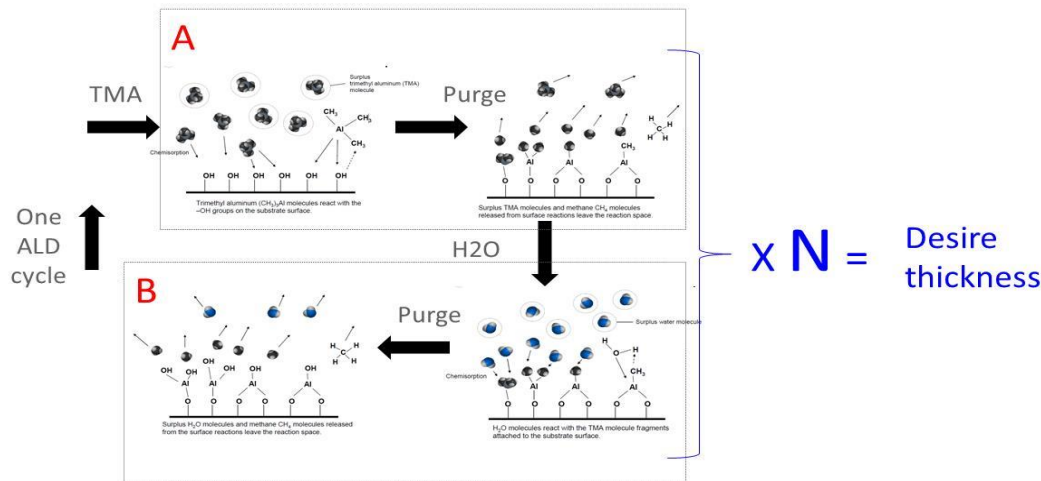 A
TMA
Surplus
trimethyl aluminum (TMA)
molecule
CH3
Al
CH3
CH3
Chemisorption
OH OH OH OH OH OH
Trimethyl aluminum (CH3)3Al molecules react with the
–OH groups on the substrate surface.
Purge
H
H C H
H
CH3
Al Al Al
O O O O O O
Surplus TMA molecules and methane CH4 molecules
released from surface reactions leave the reaction space.
One
ALD
cycle
H2O
X N = Desire
thickness
B
Purge
H
H C H
H
OH
OH OH OH OH OH OH
Al Al Al Al
O O O O O O O
Surplus H2O molecules and methane CH4 molecules released
from the surface reactions leave the reaction space.
Surplus water molecule
H O H
Chemisorption
CH3
Al Al Al
O O O O O O O
H2O molecules react with the TMA molecule fragments
attached to the substrate surface.